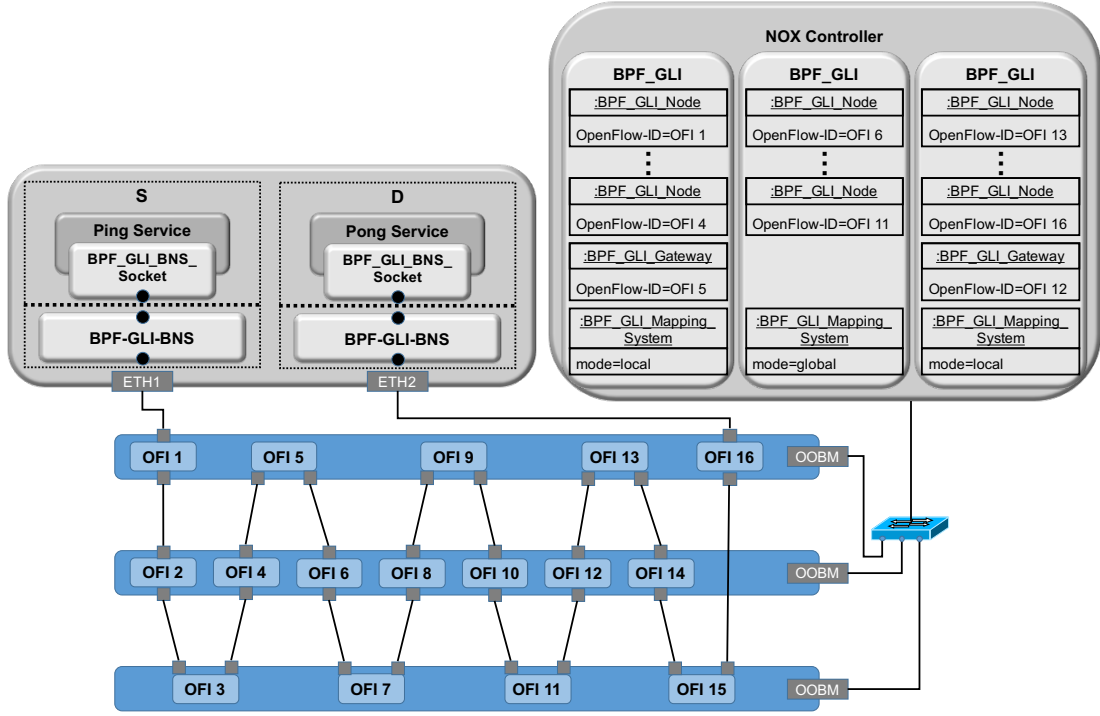 NOX Controller
BPF_GLI
:BPF_GLI_Node
OpenFlow-ID=OFI 1
:BPF_GLI_Node
OpenFlow-ID=OFI 4
:BPF_GLI_Gateway
OpenFlow-ID=OFI 5
:BPF_GLI_Mapping_
System
mode=local
BPF_GLI
:BPF_GLI_Node
OpenFlow-ID=OFI 6
:BPF_GLI_Node
OpenFlow-ID=OFI 11
:BPF_GLI_Mapping_
System
mode=global
BPF_GLI
:BPF_GLI_Node
OpenFlow-ID=OFI 13
:BPF_GLI_Node
OpenFlow-ID=OFI 16
:BPF_GLI_Gateway
OpenFlow-ID=OFI 12
:BPF_GLI_Mapping_
System
mode=local
S
Ping Service
BPF_GLI_BNS_
Socket
BPF-GLI-BNS
ETH1
D
Pong Service
BPF_GLI_BNS_
Socket
BPF-GLI-BNS
ETH2
OFI 1
OFI 5
OFI 9
OFI 13
OFI 16
OOBM
OFI 2
OFI 4
OFI 6
OFI 8
OFI 10
OFI 12
OFI 14
OOBM
OFI 3
OFI 7
OFI 11
OFI 15
OOBM